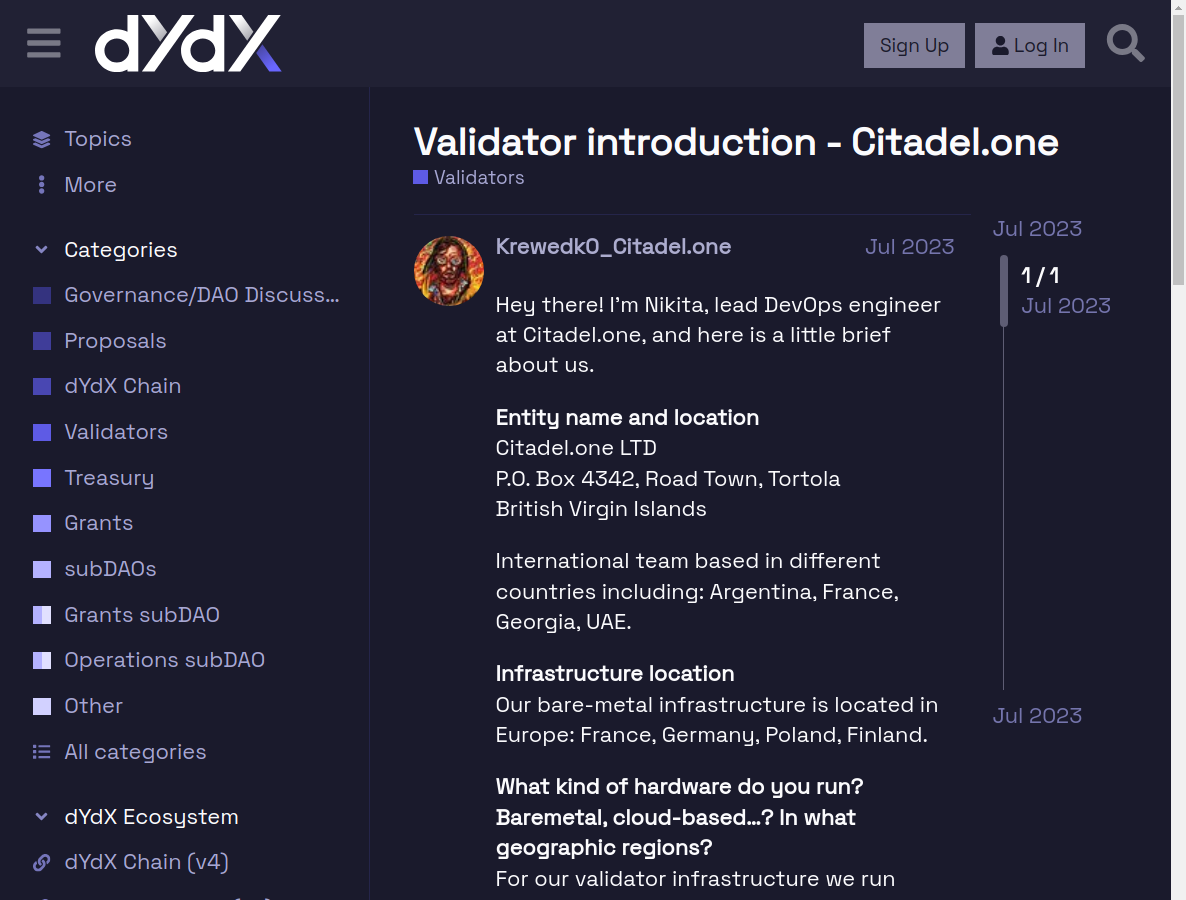 dYdX
Sign Up
Log In
Topics
More
Categories
Governance/DAO Discuss...
Proposals
dYdX Chain
Validators
Treasury
Grants
subDAOs
Grants subDAO
Operations subDAO
Other
All categories
dYdX Ecosystem
dYdX Chain (v4)
Validator introduction - Citadel.one
Validators
Krewedk0_Citadel.one
Jul 2023
Hey there! I'm Nikita, lead DevOps engineer
at Citadel.one, and here is a little brief
about us.
Entity name and location
Citadel.one LTD
P.O. Box 4342, Road Town, Tortola
British Virgin Islands
International team based in different
countries including: Argentina, France,
Georgia, UAE.
Infrastructure location
Our bare-metal infrastructure is located in
Europe: France, Germany, Poland, Finland.
What kind of hardware do you run?
Baremetal, cloud-based...? In what
geographic regions?
For our validator infrastructure we run
Jul 2023
1 / 1
Jul 2023
Jul 2023